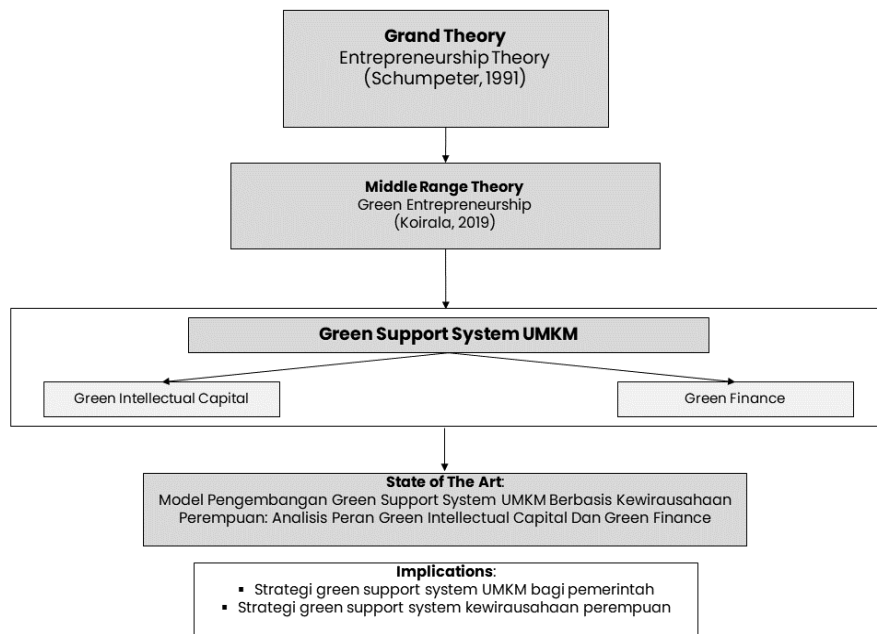 Grand Theory
Entrepreneurship Theory
(Schumpeter, 1991)
Middle Range Theory
Green Entrepreneurship
(Koirala, 2019)
Green Support System UMKM
Green Intellectual Capital
Green Finance
State of The Art:
Model Pengembangan Green Support System UMKM Berbasis Kewirausahaan
Perempuan: Analisis Peran Green Intellectual Capital Dan Green Finance
Implications:
▪ Strategi green support system UMKM bagi pemerintah
▪ Strategi green support system kewirausahaan perempuan